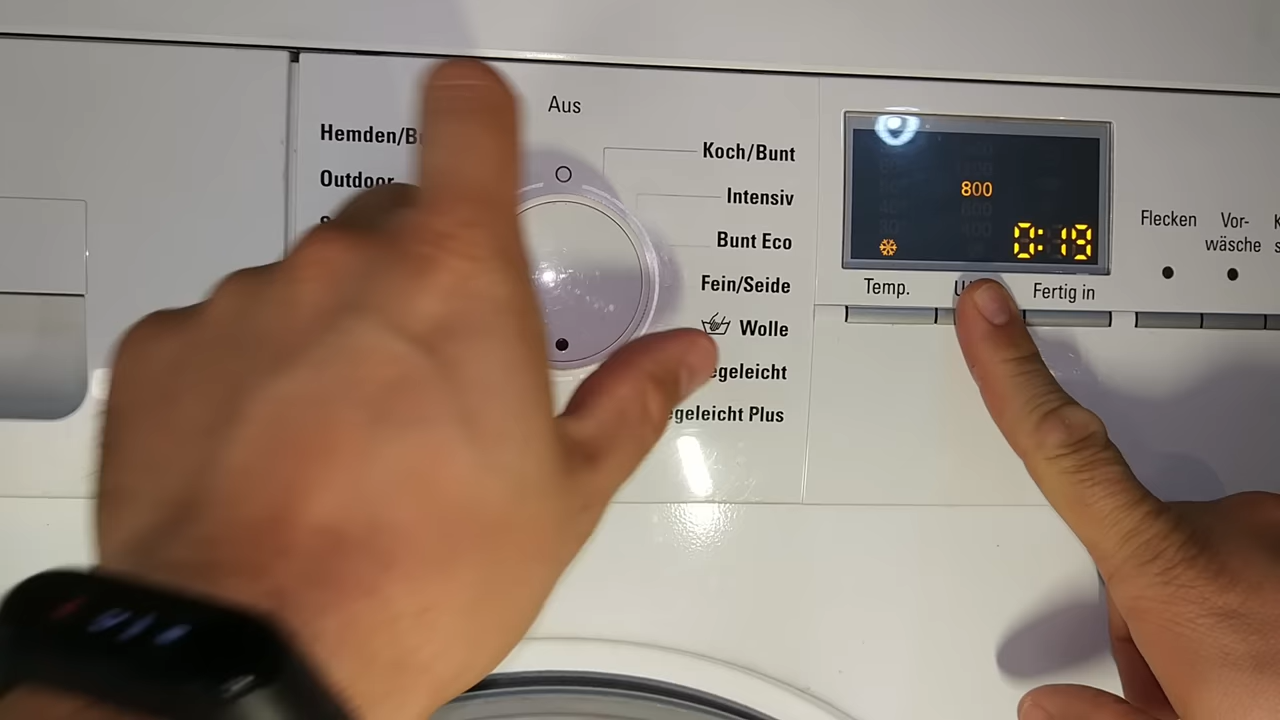 Aus
Hemden/B
Outdoor
Koch/Bunt
Intensiv
Bunt Eco
Fein/Seide
Wolle
egeleicht
egeleicht Plus
800
0:19
Temp.
U
Fertig in
Flecken
Vor-
wäsche